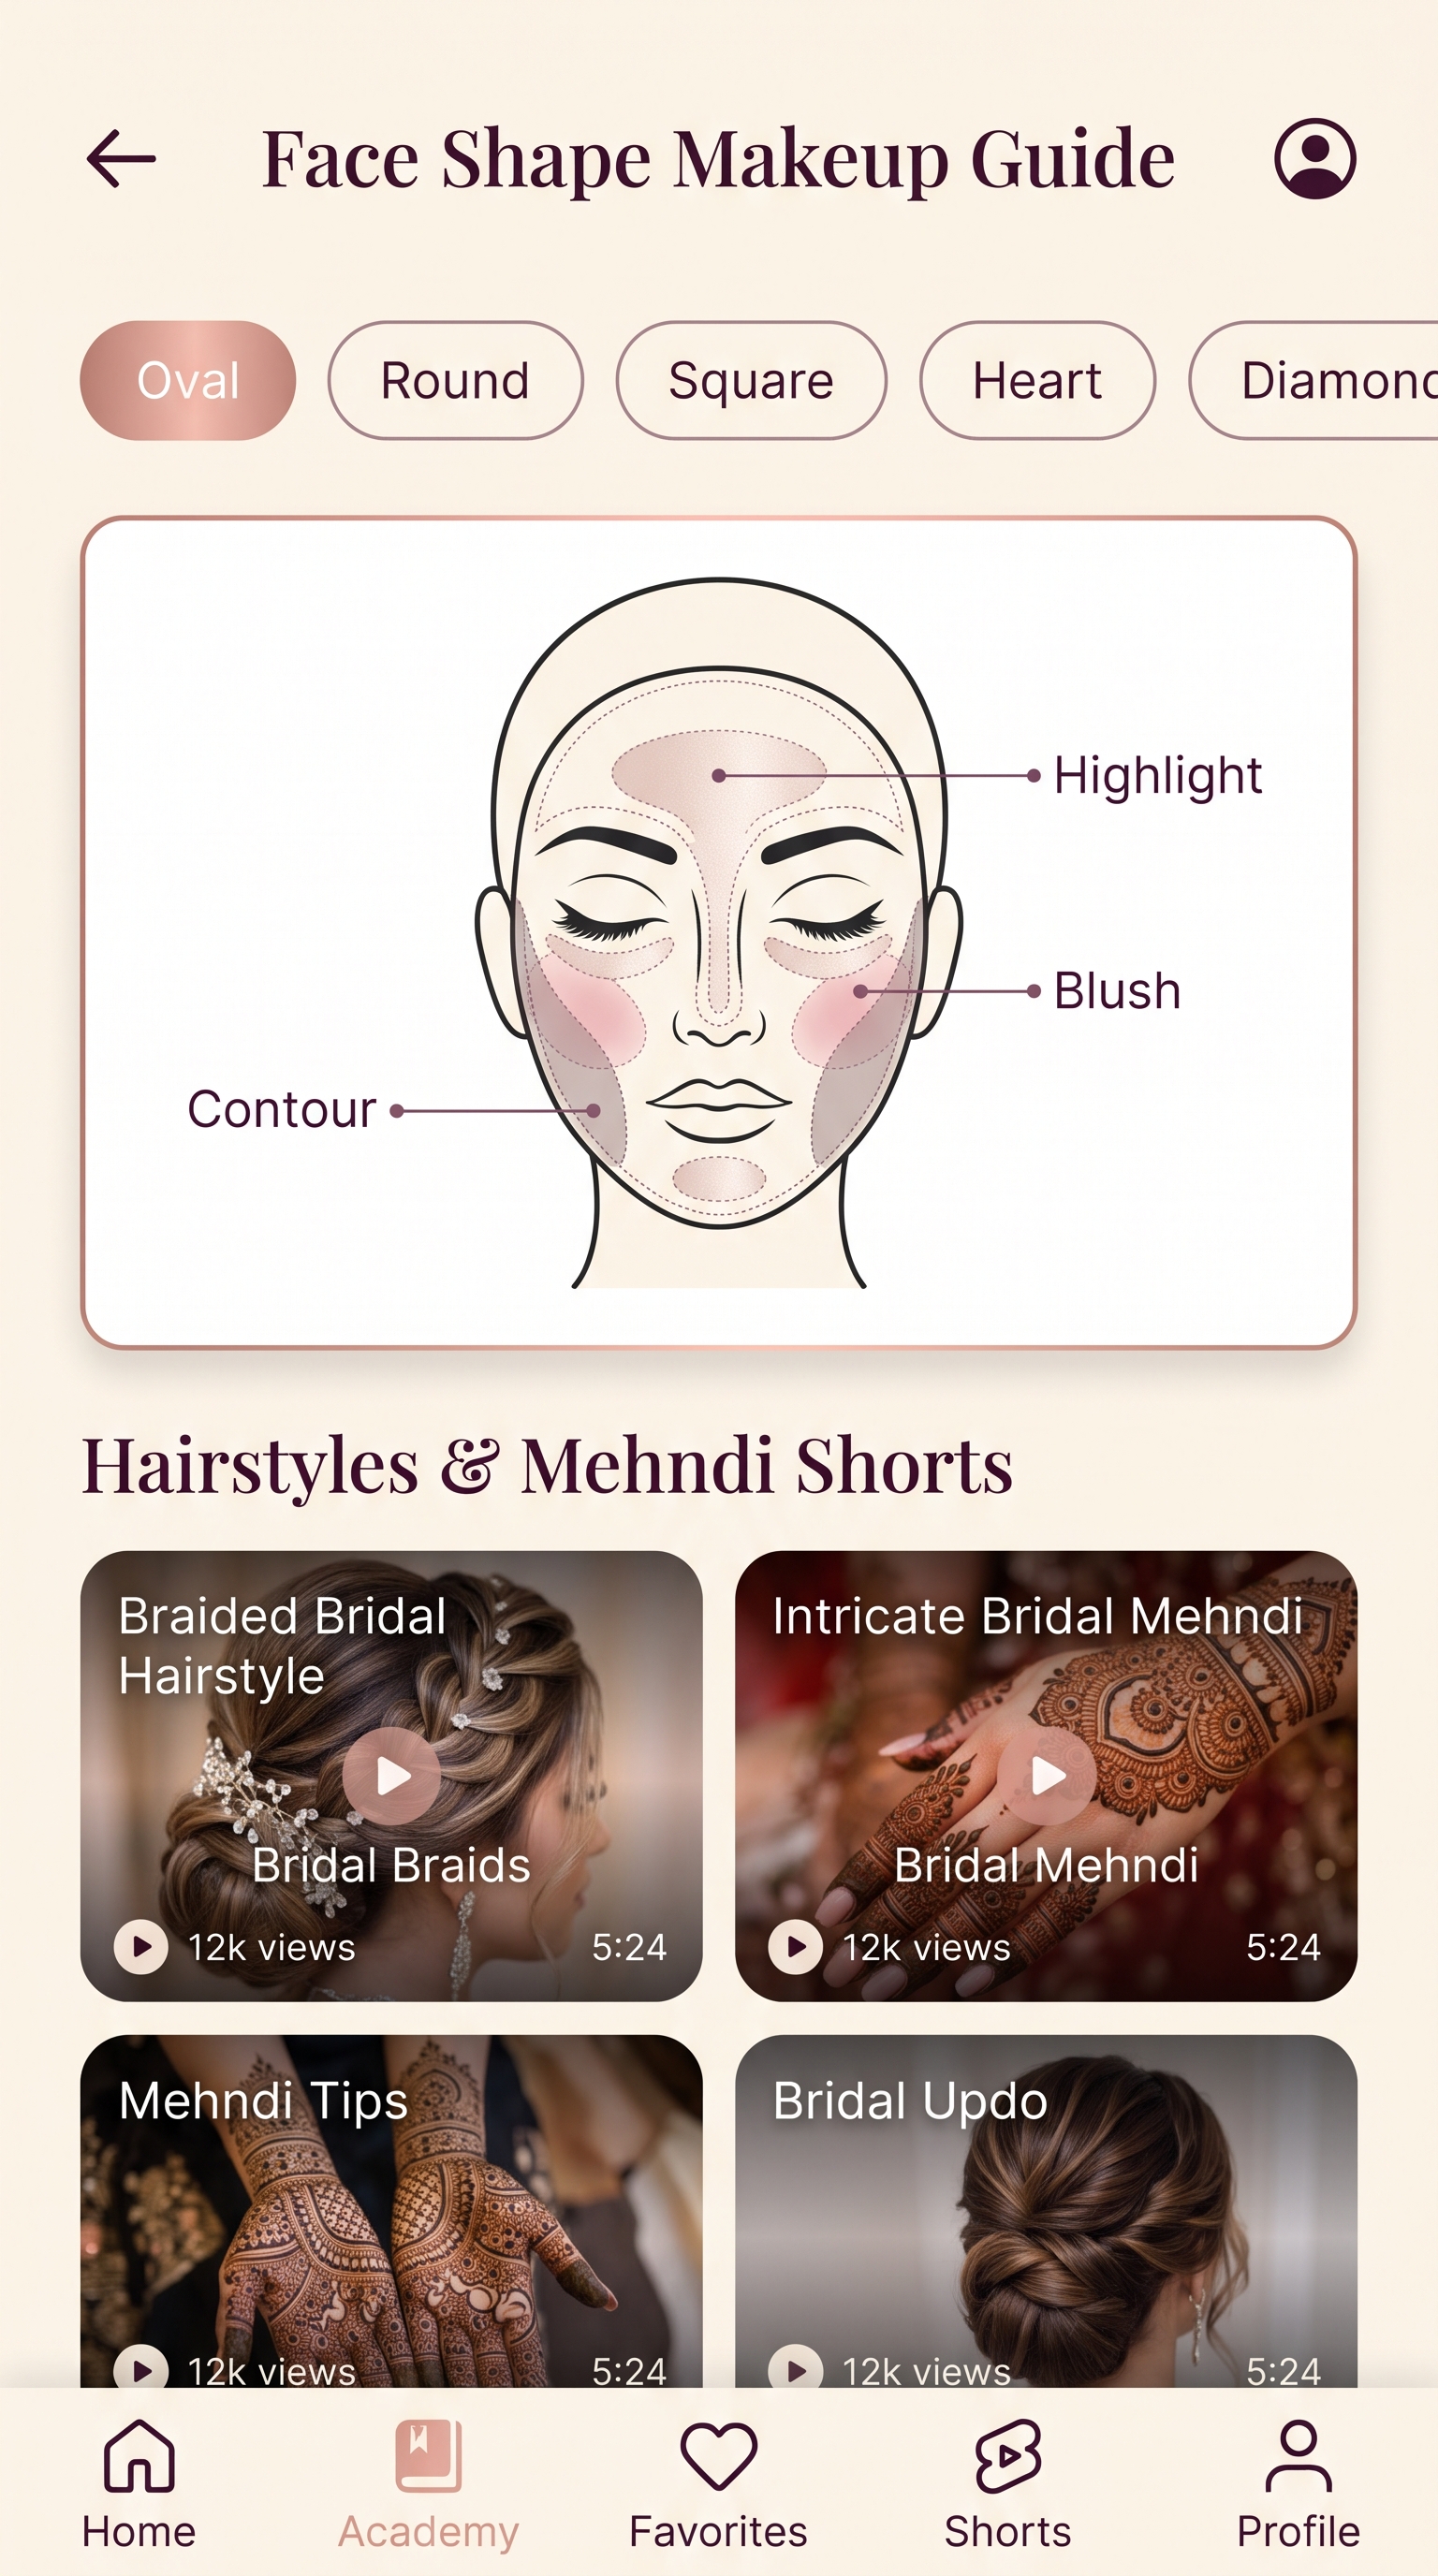 Face Shape Makeup Guide
Oval
Round
Square
Heart
Diamond
Highlight
Blush
Contour
Hairstyles & Mehndi Shorts
Braided Bridal
Hairstyle
Bridal Braids
12k views
5:24
Intricate Bridal Mehndi
Bridal Mehndi
12k views
5:24
Mehndi Tips
12k views
5:24
Bridal Updo
12k views
5:24
Home
Academy
Favorites
Shorts
Profile